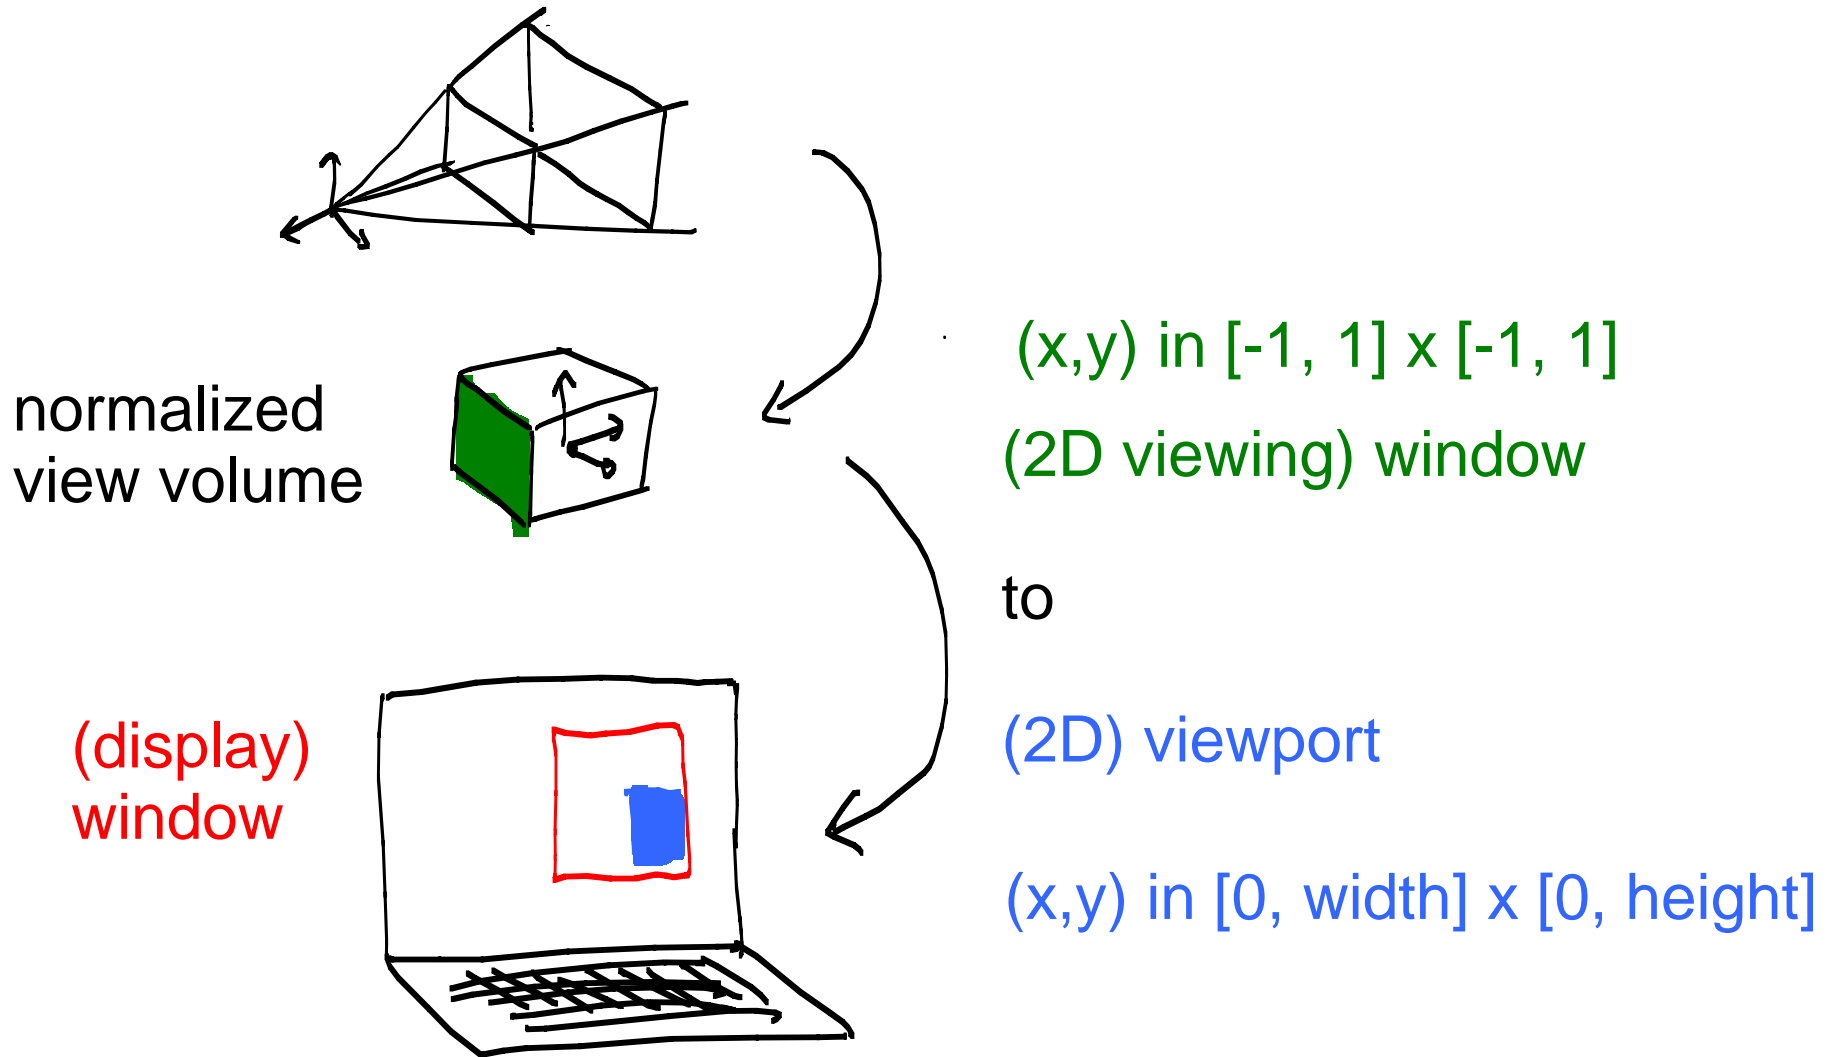 (x,y) in [-1, 1] x [-1, 1]
normalized
view volume
(2D viewing) window
to
(display)
window
(2D) viewport
(x,y) in [0, width] x [0, height]